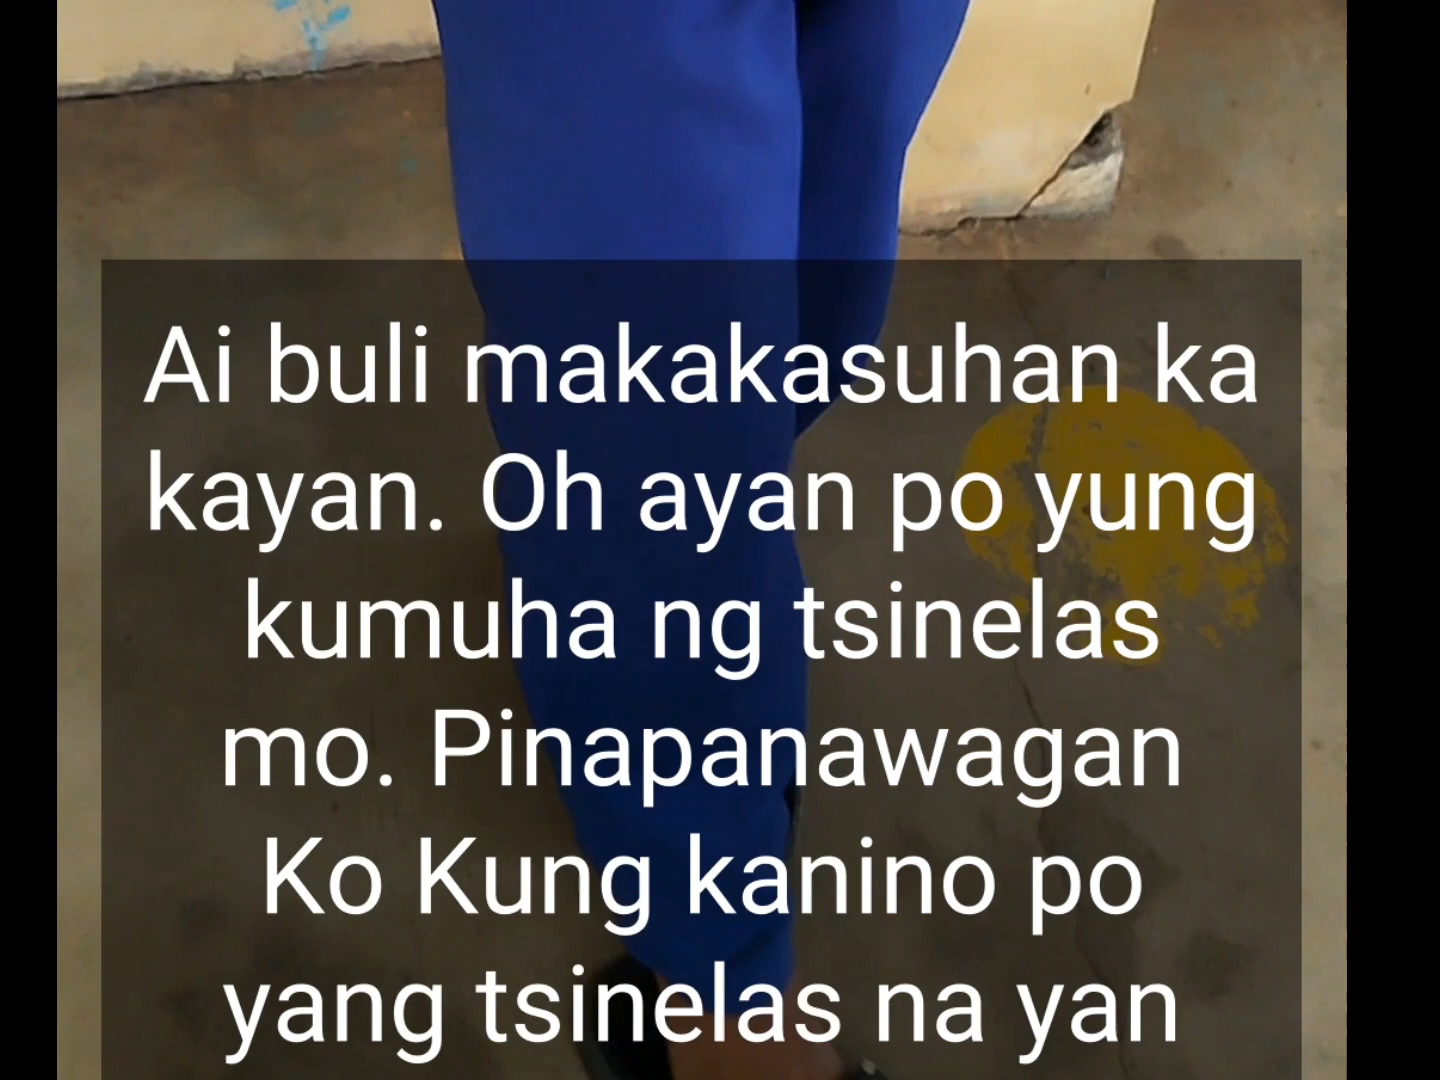 Ai buli makakasuhan ka
kayan. Oh ayan po yung
kumuha ng tsinelas
mo. Pinapanawagan
Ko Kung kanino po
yang tsinelas na yan